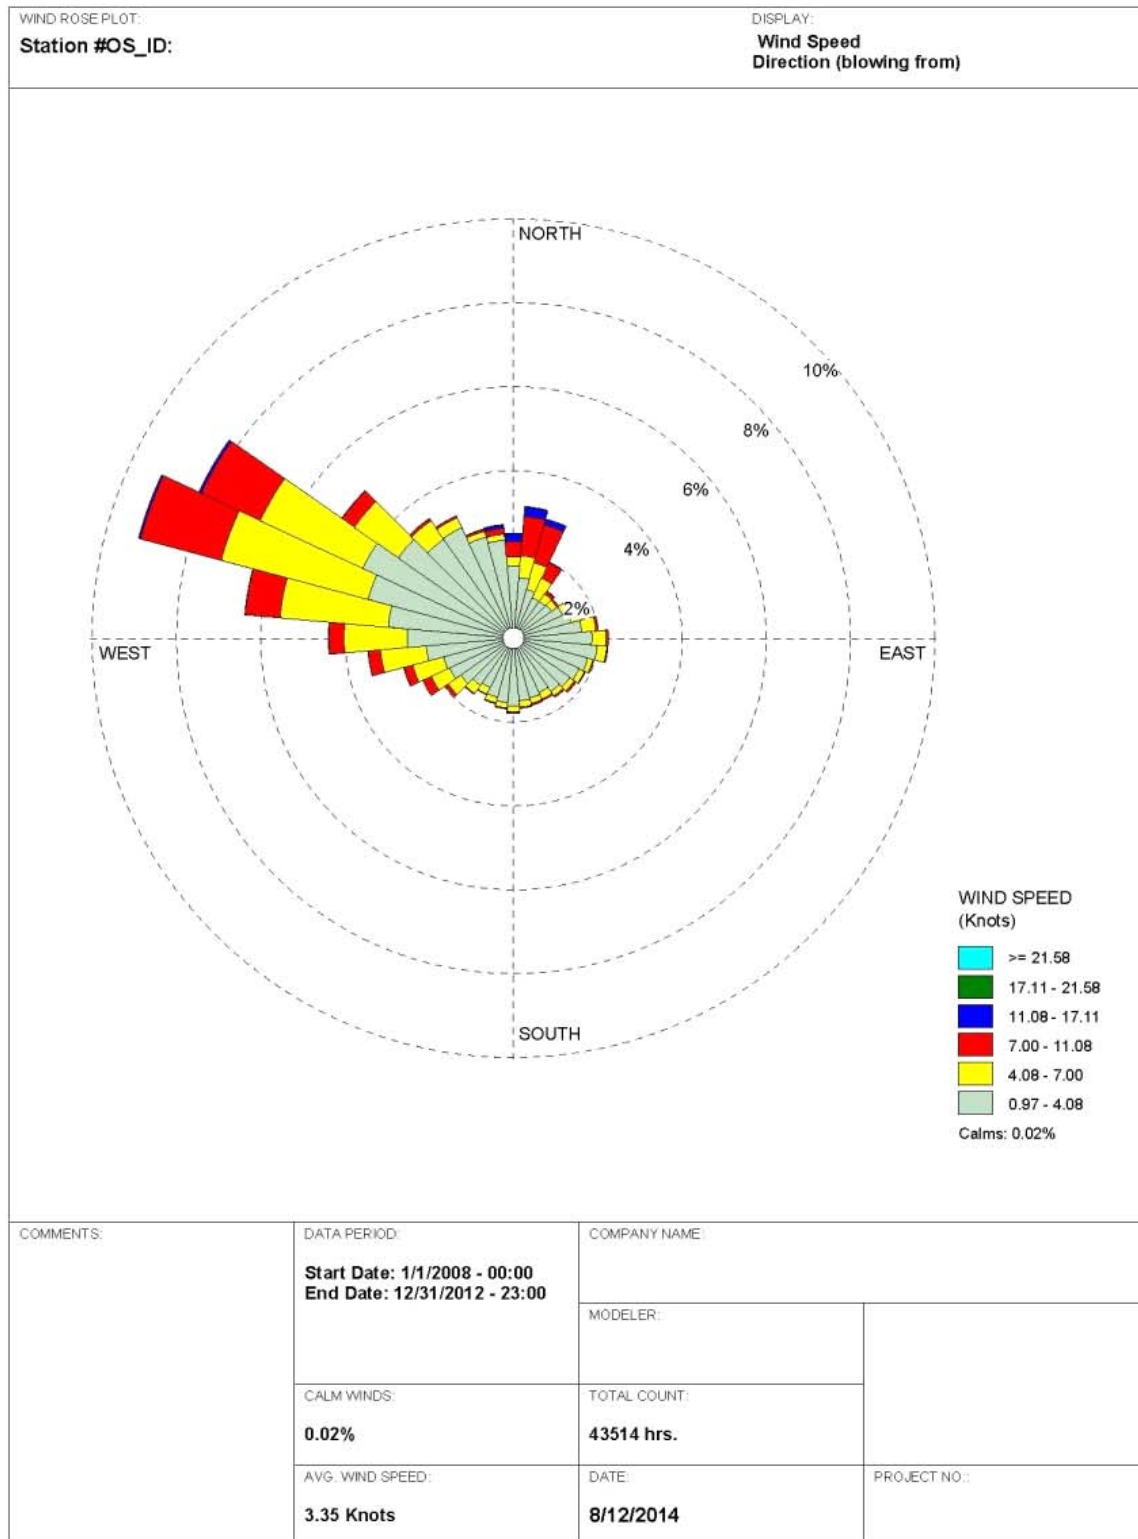 WIND ROSE PLOT:
Station #OS_ID:
DISPLAY:
Wind Speed
Direction (blowing from)
NORTH
10%
8%
6%
4%
2%
WEST
EAST
SOUTH
WIND SPEED
(Knots)
>= 21.58
17.11 - 21.58
11.08 - 17.11
7.00 - 11.08
4.08 - 7.00
0.97 - 4.08
Calms: 0.02%
COMMENTS:
DATA PERIOD:
Start Date: 1/1/2008 - 00:00
End Date: 12/31/2012 - 23:00
COMPANY NAME:
MODELER:
CALM WINDS:
0.02%
TOTAL COUNT:
43514 hrs.
AVG. WIND SPEED:
3.35 Knots
DATE:
8/12/2014
PROJECT NO.: